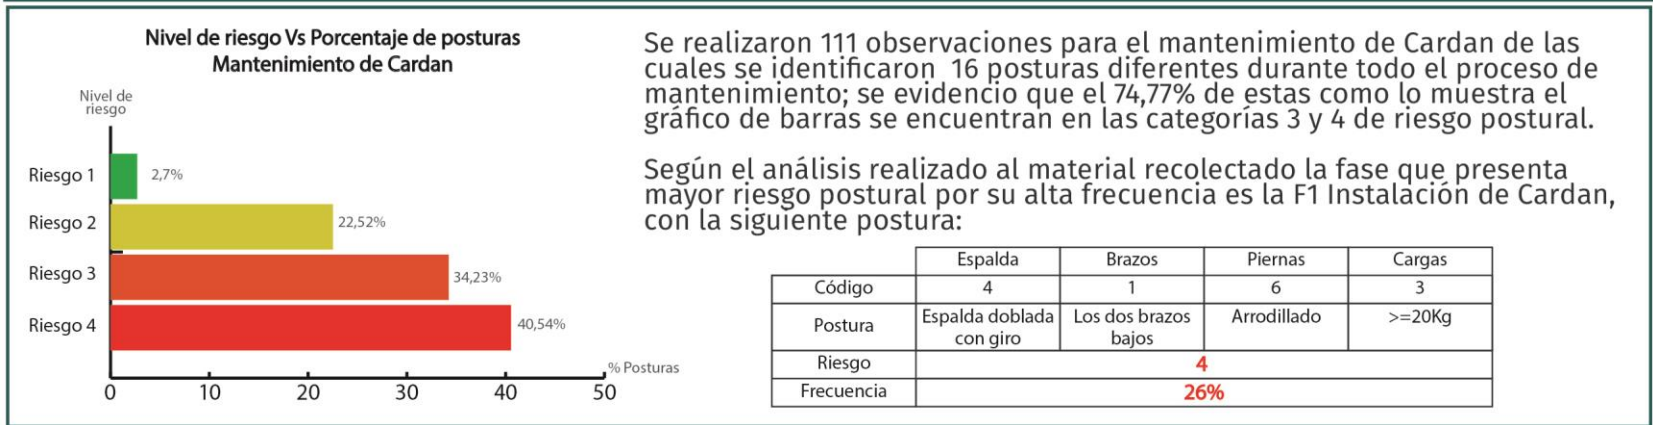 Nivel de riesgo Vs Porcentaje de posturas
Mantenimiento de Cardan
Nivel de
riesgo
Riesgo 1
2,7%
Riesgo 2
22,52%
Riesgo 3
34,23%
Riesgo 4
40,54%
% Posturas
0 10 20 30 40 50
Se realizaron 111 observaciones para el mantenimiento de Cardan de las
cuales se identificaron 16 posturas diferentes durante todo el proceso de
mantenimiento; se evidencio que el 74,77% de estas como lo muestra el
gráfico de barras se encuentran en las categorías 3 y 4 de riesgo postural.
Según el análisis realizado al material recolectado la fase que presenta
mayor riesgo postural por su alta frecuencia es la F1 Instalación de Cardan,
con la siguiente postura:
Espalda Brazos Piernas Cargas
Código 4 1 6 3
Postura Espalda doblada con giro Los dos brazos bajos Arrodillado >=20Kg
Riesgo 4
Frecuencia 26%